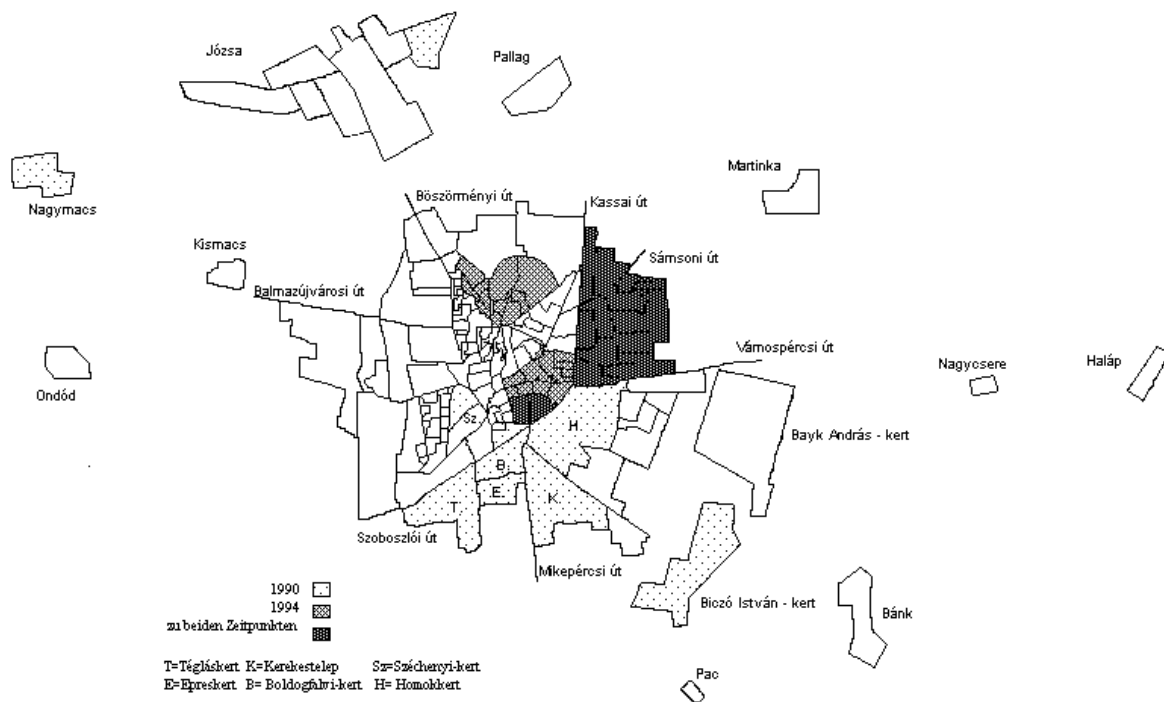 Józsa
Pallag
Martinka
Nagymacs
Böszörményi út
Kassai út
Kismacs
Sámsoni út
Balmazújvárosi út
Vámospércsi út
Nagycsere
Haláp
Ondód
Sz
H
Bayk András - kert
B
E
K
T
Szoboszlói út
Mikepércsi út
Biczó István - kert
Bánk
Pac
1990
1994
zu beiden Zeitpunkten
T=Tégláskert K=Kerekestelep Sz=Széchenyi-kert
E=Epreskert B= Boldogfalvi-kert H= Homokkert